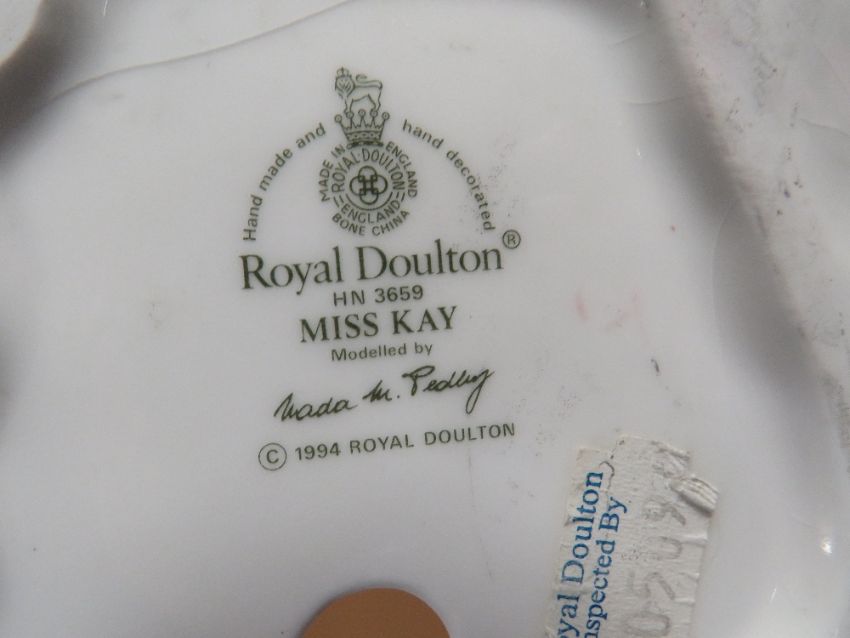 Hand made and hand decorated
MADE IN ENGLAND
ROYAL DOULTON
ENGLAND
BONE CHINA
Royal Doulton®
HN 3659
MISS KAY
Modelled by
Nada M. Pedley
© 1994 ROYAL DOULTON
yal Doulton
nspected By